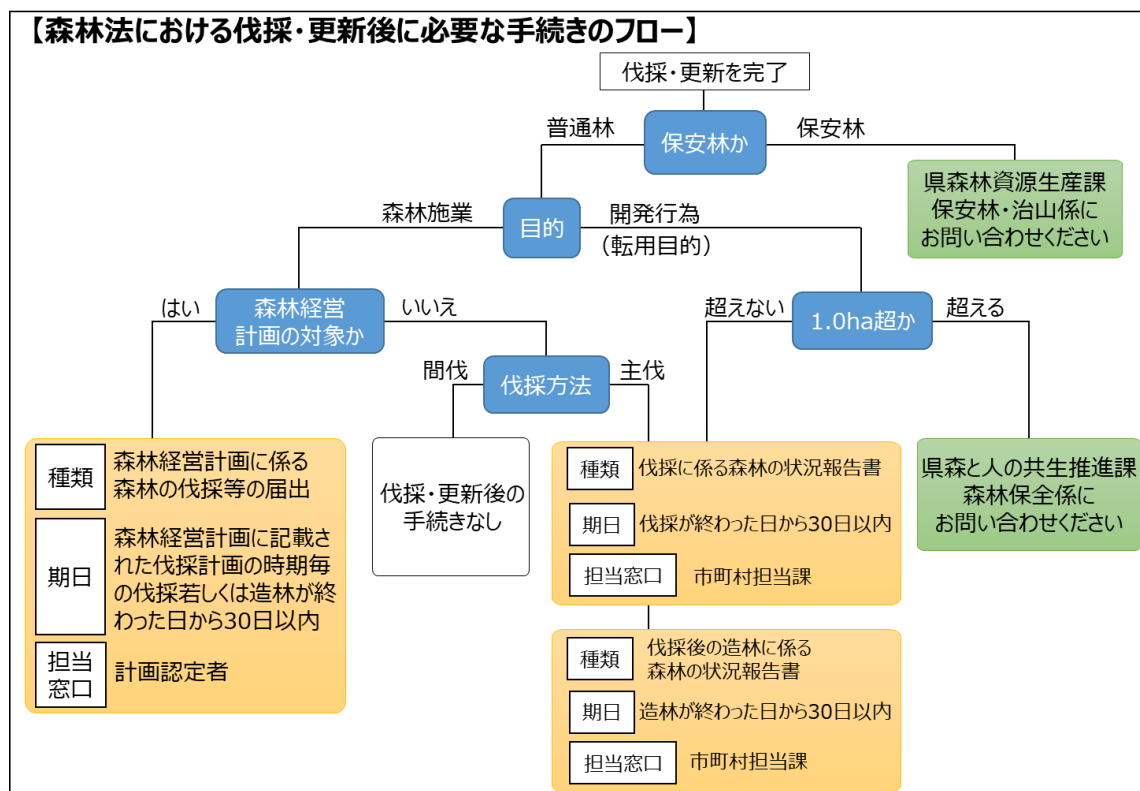 【森林法における伐採・更新後に必要な手続きのフロー】
伐採・更新を完了
普通林
保安林か
保安林
県森林資源生産課
保安林・治山係に
お問い合わせください
森林施業
目的
開発行為
（転用目的）
はい
森林経営
計画の対象か
いいえ
超えない
1.0ha超か
超える
間伐
伐採方法
主伐
種類
森林経営計画に係る
森林の伐採等の届出
期日
森林経営計画に記載さ
れた伐採計画の時期毎
の伐採若しくは造林が終
わった日から30日以内
担当
窓口
計画認定者
伐採・更新後の
手続きなし
種類
伐採に係る森林の状況報告書
期日
伐採が終わった日から30日以内
担当窓口
市町村担当課
種類
伐採後の造林に係る
森林の状況報告書
期日
造林が終わった日から30日以内
担当窓口
市町村担当課
県森と人の共生推進課
森林保全係に
お問い合わせください